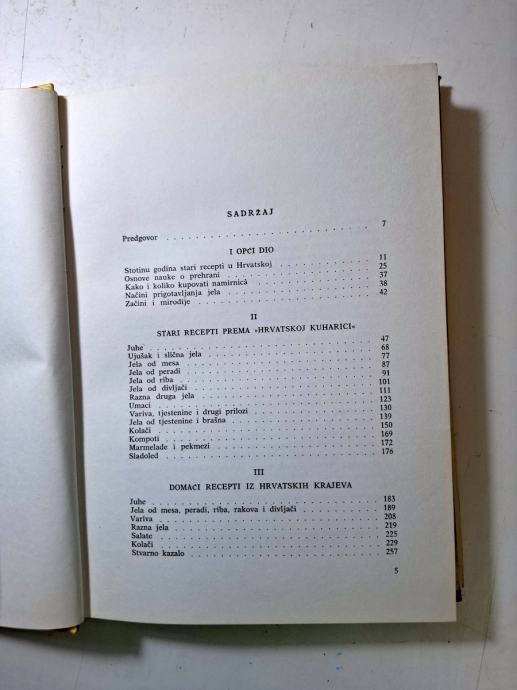 SADRŽAJ
Predgovor . . . . . . . . . . . . . . . . . . . . 7
I OPĆI DIO
Stotinu godina stari recepti u Hrvatskoj . . . . . . . . . . 11
Osnove nauke o prehrani . . . . . . . . . . . . . . 25
Kako i koliko kupovati namirnicâ . . . . . . . . . . . . 37
Načini prigotavljanja jela . . . . . . . . . . . . . . 38
Začini i mirodije . . . . . . . . . . . . . . . . 42
II
STARI RECEPTI PREMA »HRVATSKOJ KUHARICI«
Juhe . . . . . . . . . . . . . . . . . . . . 47
Ujušak i slična jela . . . . . . . . . . . . . . . . 68
Jela od mesa . . . . . . . . . . . . . . . . . . 77
Jela od peradi . . . . . . . . . . . . . . . . . . 87
Jela od riba . . . . . . . . . . . . . . . . . . 91
Jela od divljači . . . . . . . . . . . . . . . . . 101
Razna druga jela . . . . . . . . . . . . . . . . . 111
Umaci . . . . . . . . . . . . . . . . . . . . 123
Variva, tjestenine i drugi prilozi . . . . . . . . . . . . 130
Jela od tjestenine i brašna . . . . . . . . . . . . . . 139
Kolači . . . . . . . . . . . . . . . . . . . . 150
Kompoti . . . . . . . . . . . . . . . . . . . 169
Marmelade i pekmezi . . . . . . . . . . . . . . . 172
Sladoled . . . . . . . . . . . . . . . . . . . 176
III
DOMAĆI RECEPTI IZ HRVATSKIH KRAJEVA
Juhe . . . . . . . . . . . . . . . . . . . . 183
Jela od mesa, peradi, riba, rakova i divljači . . . . . . . . . 189
Variva . . . . . . . . . . . . . . . . . . . . 208
Razna jela . . . . . . . . . . . . . . . . . . . 219
Salate . . . . . . . . . . . . . . . . . . . . 225
Kolači . . . . . . . . . . . . . . . . . . . . 229
Stvarno kazalo . . . . . . . . . . . . . . . . . 257
5